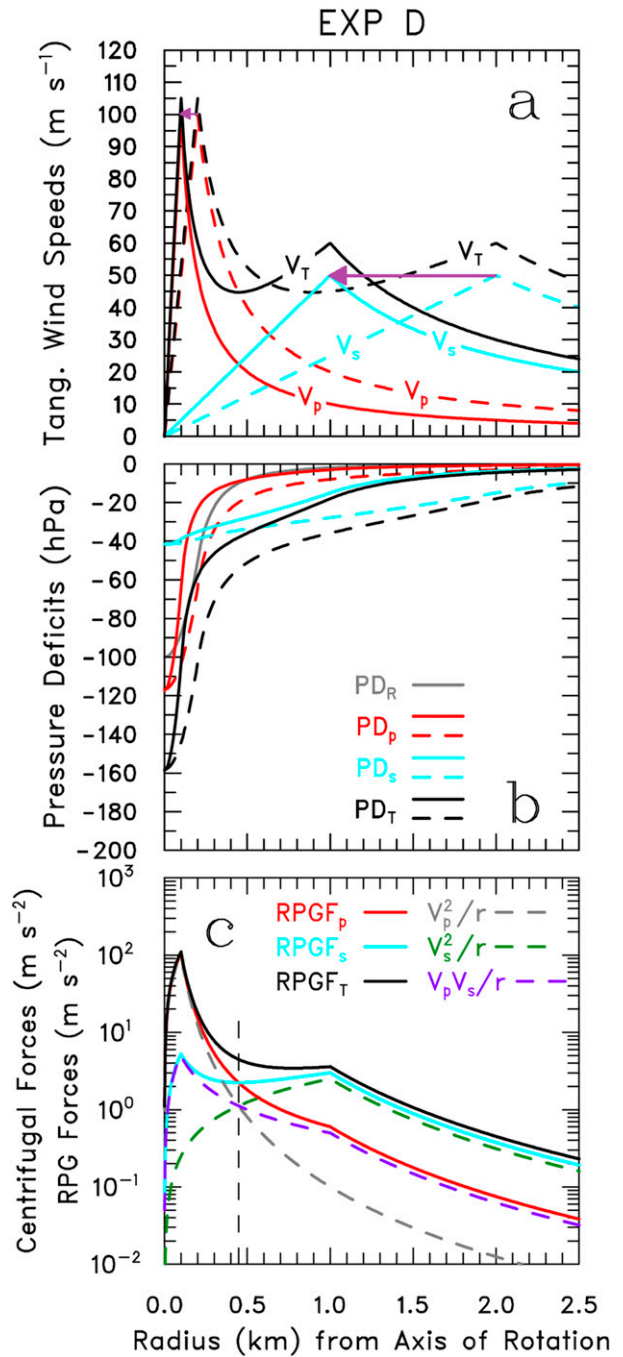 EXP D
Tang. Wind Speeds (m s⁻¹)
120
110
100
90
80
70
60
50
40
30
20
10
0
a
V_T
V_T
V_s
V_s
V_p
V_p
Pressure Deficits (hPa)
0
-20
-40
-60
-80
-100
-120
-140
-160
-180
-200
PD_R
PD_p
PD_s
PD_T
b
Centrifugal Forces (m s⁻²)
RPG Forces (m s⁻²)
10³
10²
10¹
10⁰
10⁻¹
10⁻²
c
RPGF_p V_p²/r
RPGF_s V_s²/r
RPGF_T V_pV_s/r
0.0 0.5 1.0 1.5 2.0 2.5
Radius (km) from Axis of Rotation